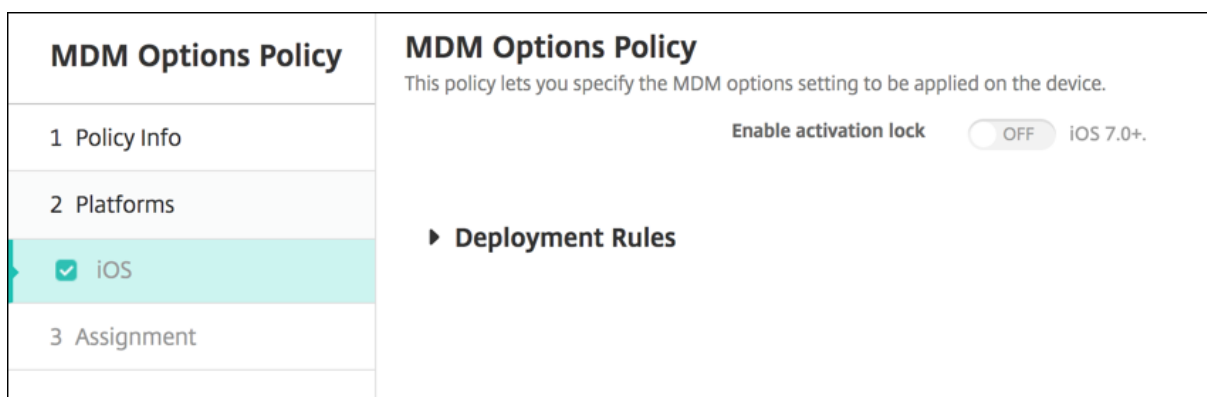 MDM Options Policy
1 Policy Info
2 Platforms
iOS
3 Assignment
MDM Options Policy
This policy lets you specify the MDM options setting to be applied on the device.
Enable activation lock OFF iOS 7.0+.
Deployment Rules